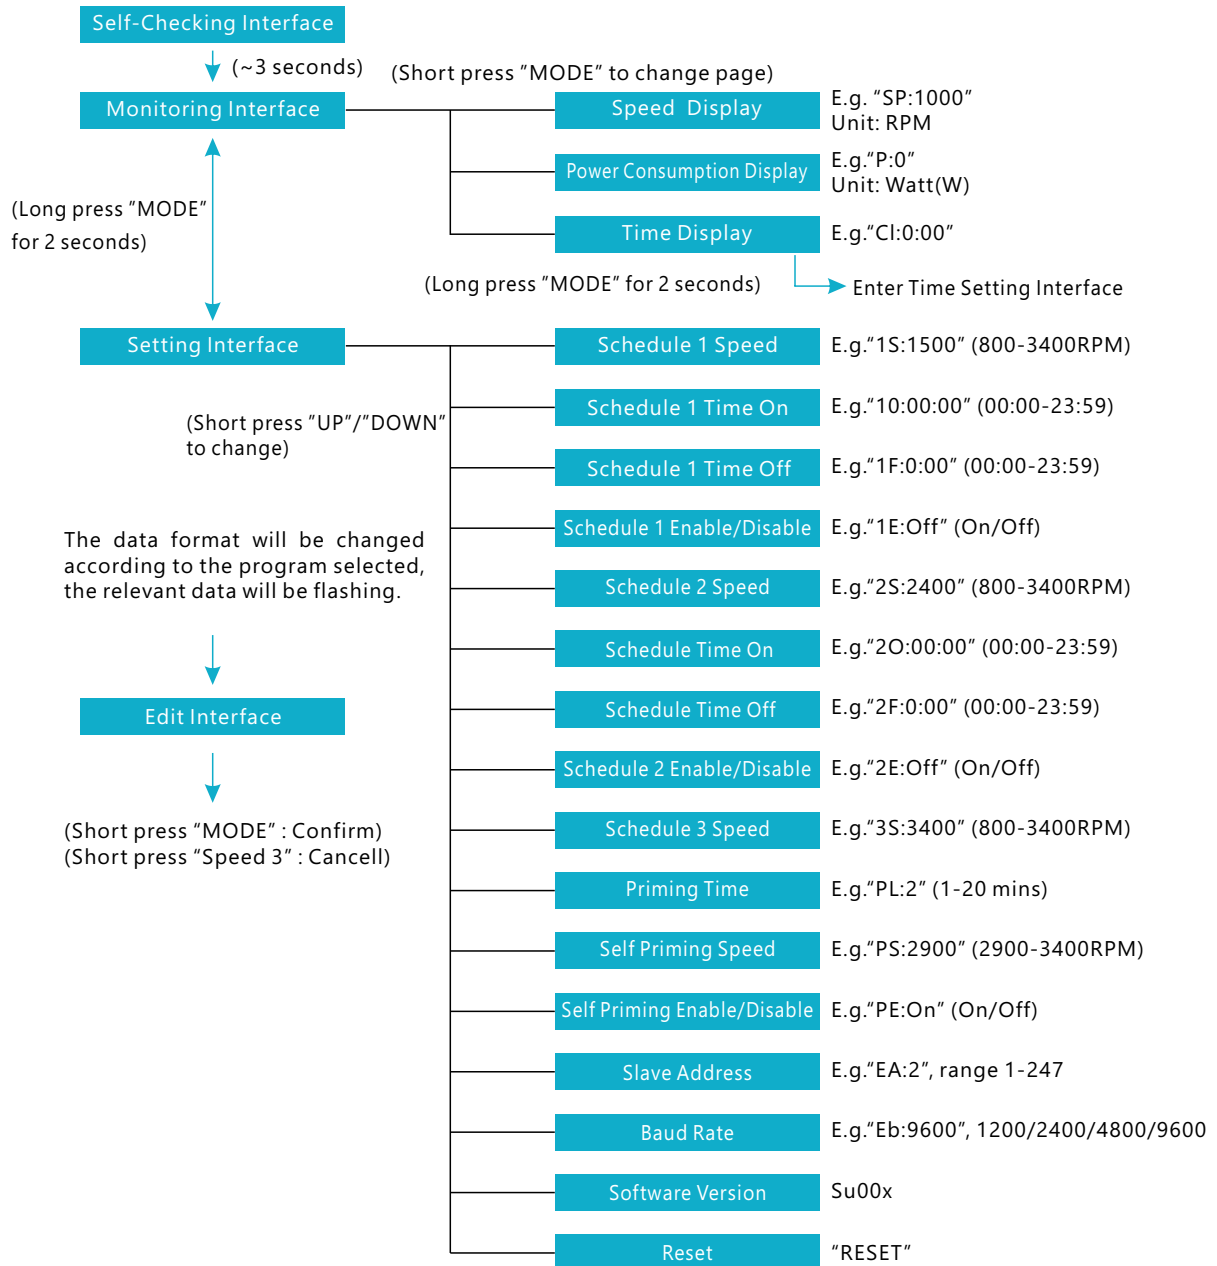 Self-Checking Interface
(~3 seconds)
(Short press "MODE" to change page)
Monitoring Interface
Speed Display
E.g. “SP:1000”
Unit: RPM
Power Consumption Display
E.g.“P:0”
Unit: Watt(W)
(Long press ”MODE”
for 2 seconds)
Time Display
E.g.“Cl:0:00”
(Long press ”MODE” for 2 seconds)
Enter Time Setting Interface
Setting Interface
Schedule 1 Speed
E.g.“1S:1500” (800-3400RPM)
(Short press ”UP”/”DOWN”
to change)
Schedule 1 Time On
E.g.“10:00:00” (00:00-23:59)
Schedule 1 Time Off
E.g.“1F:0:00” (00:00-23:59)
Schedule 1 Enable/Disable
E.g.“1E:Off” (On/Off)
The data format will be changed
according to the program selected,
the relevant data will be flashing.
Schedule 2 Speed
E.g.“2S:2400” (800-3400RPM)
Schedule Time On
E.g.“2O:00:00” (00:00-23:59)
Edit Interface
Schedule Time Off
E.g.“2F:0:00” (00:00-23:59)
Schedule 2 Enable/Disable
E.g.“2E:Off” (On/Off)
(Short press “MODE” : Confirm)
(Short press “Speed 3” : Cancell)
Schedule 3 Speed
E.g.“3S:3400” (800-3400RPM)
Priming Time
E.g.“PL:2” (1-20 mins)
Self Priming Speed
E.g.“PS:2900” (2900-3400RPM)
Self Priming Enable/Disable
E.g.“PE:On” (On/Off)
Slave Address
E.g.“EA:2”, range 1-247
Baud Rate
E.g.“Eb:9600”, 1200/2400/4800/9600
Software Version
Su00x
Reset
“RESET”